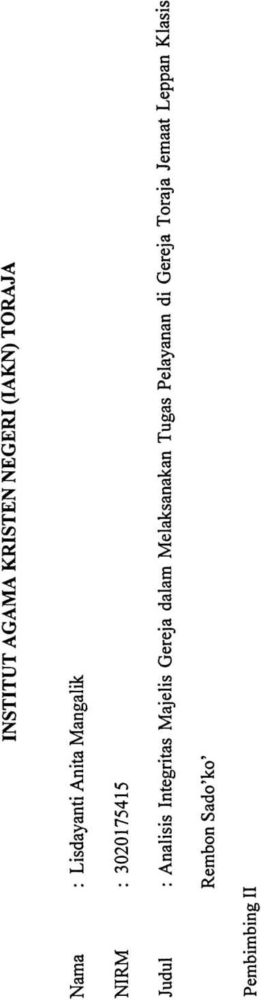 INSTITUT AGAMA KRISTEN NEGERI (IAKN) TORAJA
Nama : Lisdayanti Anita Mangalik
NIRM : 3020175415
Judul : Analisis Integritas Majelis Gereja dalam Melaksanakan Tugas Pelayanan di Gereja Toraja Jemaat Leppan Klasis
Rembon Sado’ko’
Pembimbing II